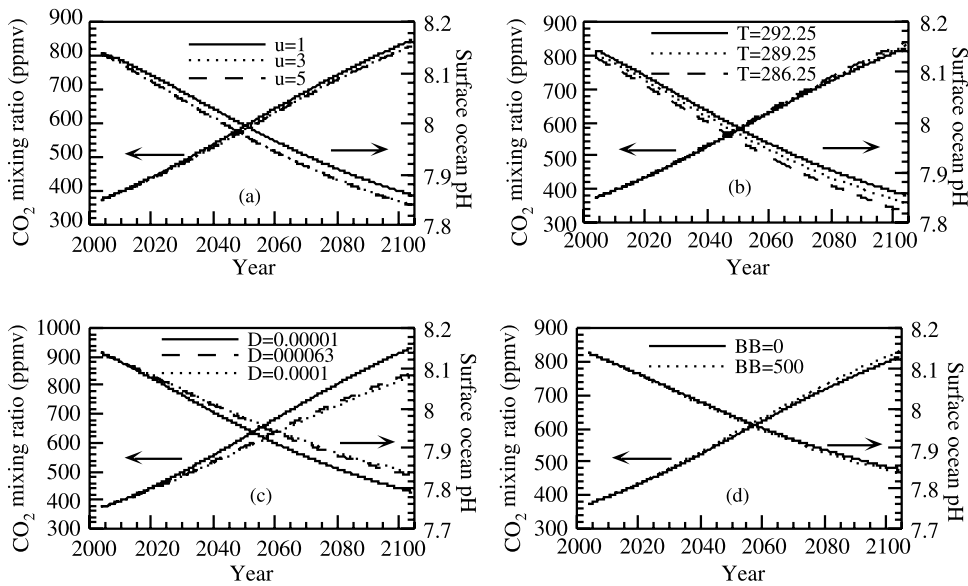 900
800
700
600
500
400
300
CO2 mixing ratio (ppmv)
u=1
u=3
u=5
(a)
8.2
8.1
8
7.9
7.8
Surface ocean pH
2000 2020 2040 2060 2080 2100
Year
900
800
700
600
500
400
300
CO2 mixing ratio (ppmv)
T=292.25
T=289.25
T=286.25
(b)
8.2
8.1
8
7.9
7.8
Surface ocean pH
2000 2020 2040 2060 2080 2100
Year
1000
900
800
700
600
500
400
300
CO2 mixing ratio (ppmv)
D=0.00001
D=000063
D=0.0001
(c)
8.2
8.1
8
7.9
7.8
7.7
Surface ocean pH
2000 2020 2040 2060 2080 2100
Year
900
800
700
600
500
400
300
CO2 mixing ratio (ppmv)
BB=0
BB=500
(d)
8.2
8.1
8
7.9
7.8
7.7
Surface ocean pH
2000 2020 2040 2060 2080 2100
Year